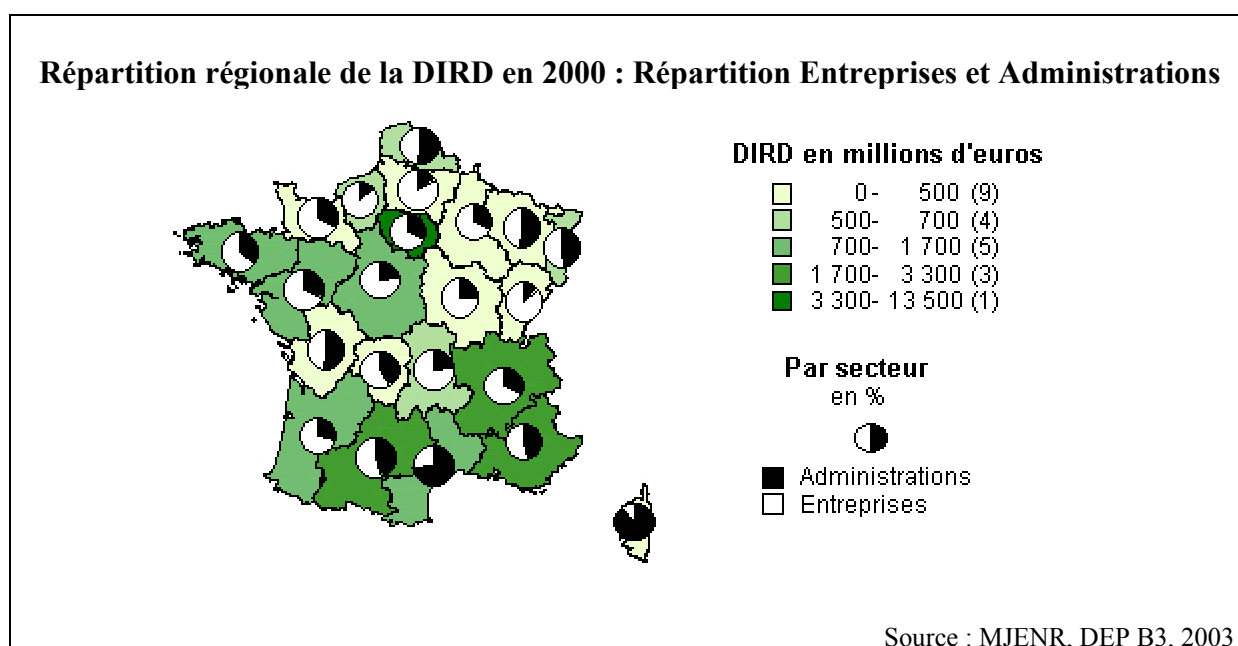 Répartition régionale de la DIRD en 2000 : Répartition Entreprises et Administrations
DIRD en millions d'euros
0- 500 (9)
500- 700 (4)
700- 1 700 (5)
1 700- 3 300 (3)
3 300- 13 500 (1)
Par secteur
en %
Administrations
Entreprises
Source : MJENR, DEP B3, 2003